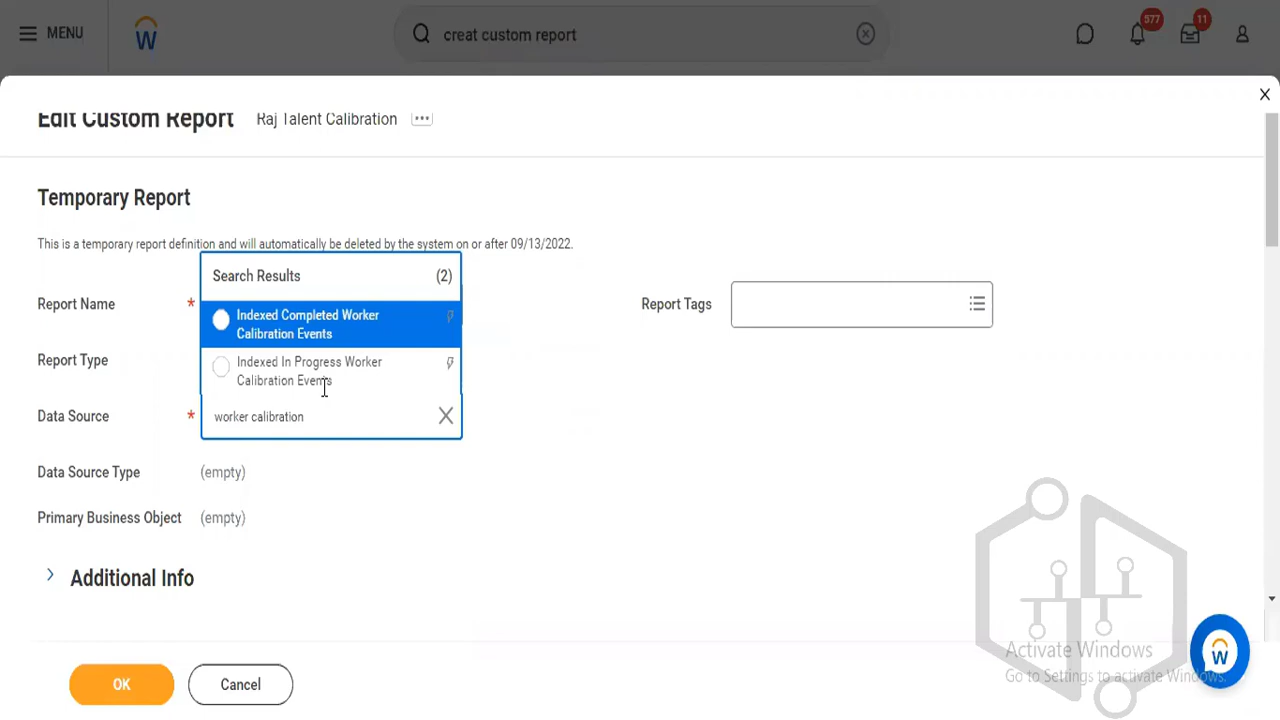 MENU
creat custom report
577
11
Edit Custom Report Raj Talent Calibration
X
Temporary Report
This is a temporary report definition and will automatically be deleted by the system on or after 09/13/2022.
Search Results (2)
Report Name *
Indexed Completed Worker
Calibration Events
Report Tags
Report Type
Indexed In Progress Worker
Calibration Events
Data Source * worker calibration
Data Source Type (empty)
Primary Business Object (empty)
Additional Info
Activate Windows
Go to Settings to activate Windows.
OK Cancel